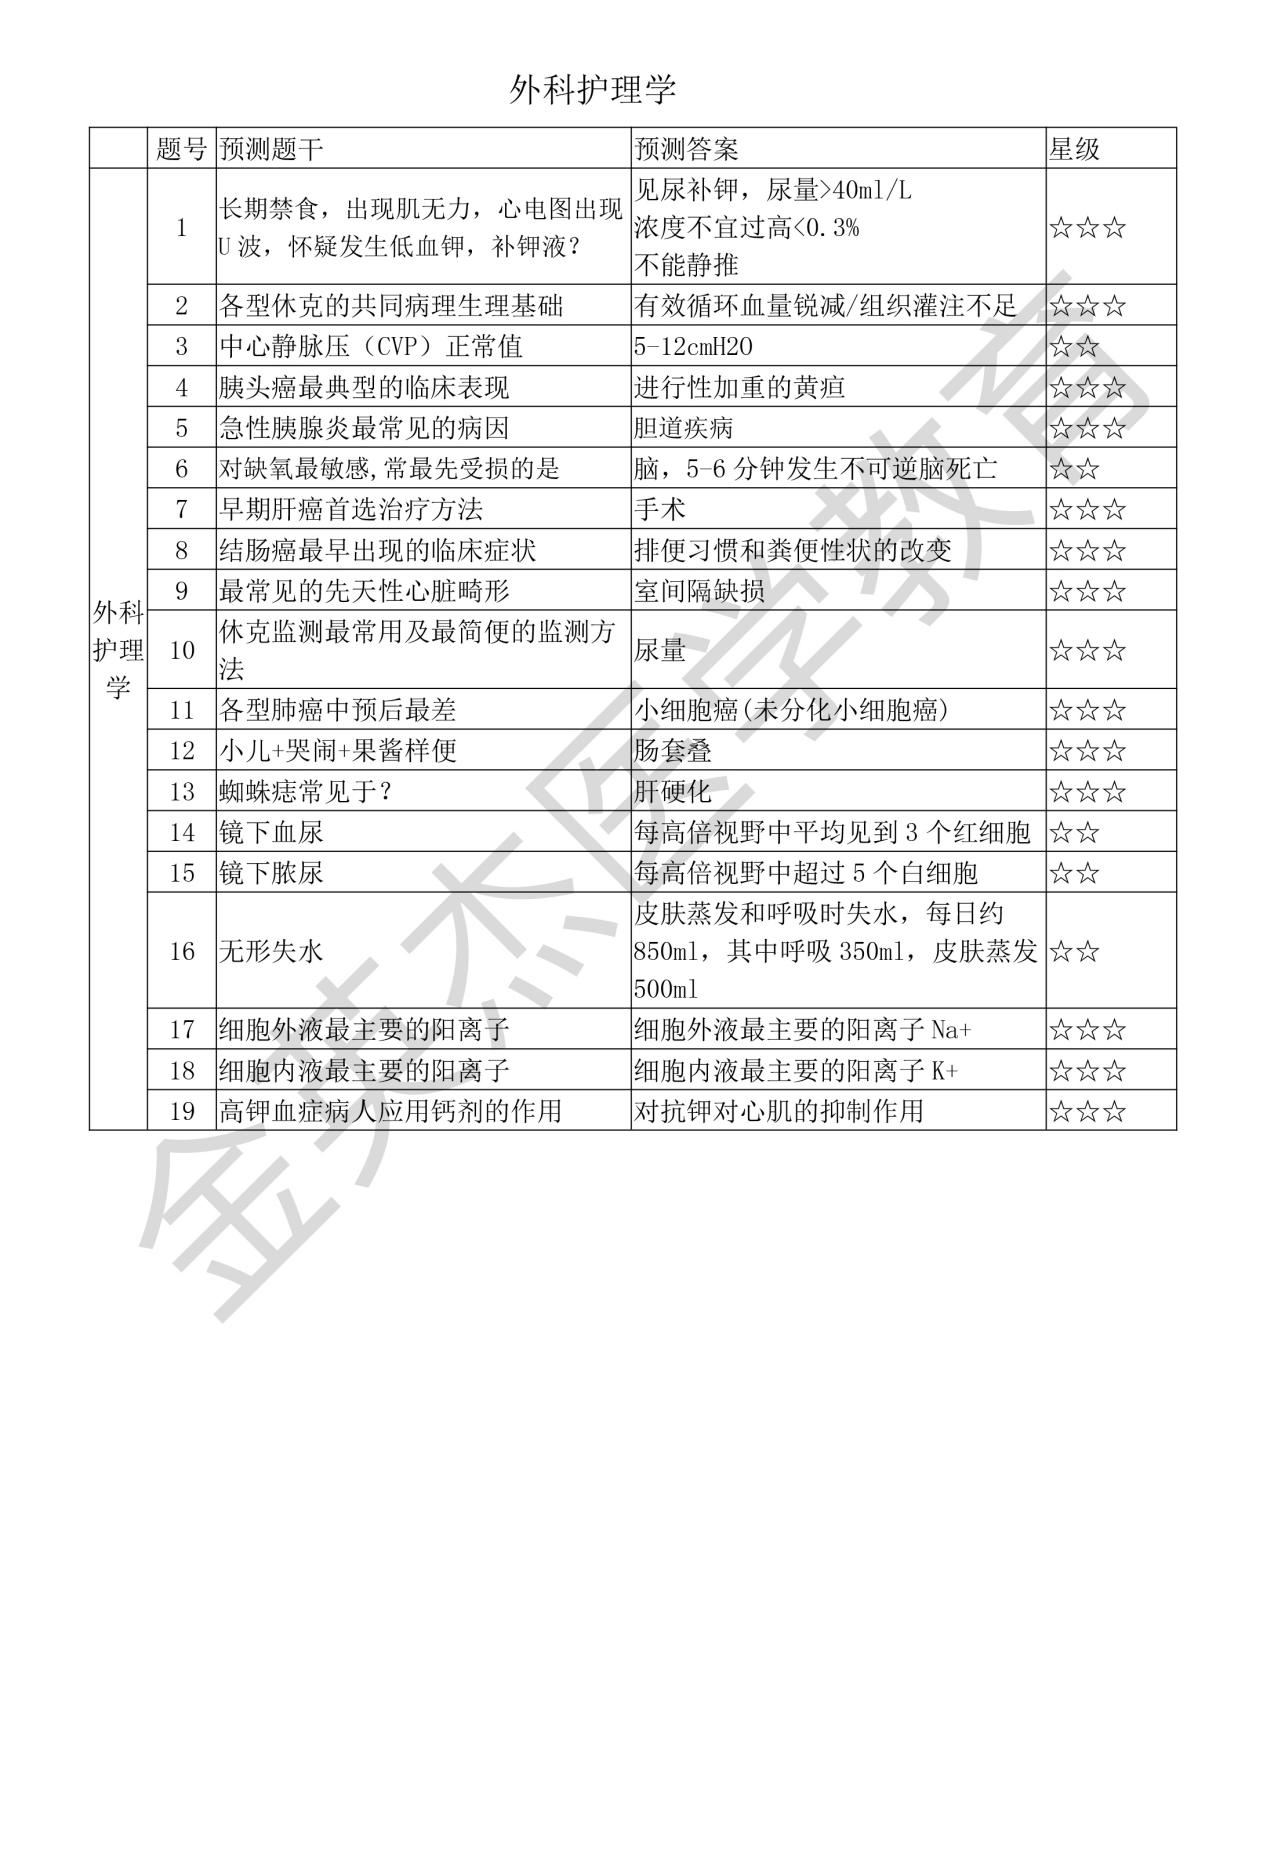 外科护理学
题号 预测题干 预测答案 星级
外科
护理
学
1 长期禁食，出现肌无力，心电图出现
U 波，怀疑发生低血钾，补钾液？
见尿补钾，尿量>40ml/L
浓度不宜过高<0.3%
不能静推
☆☆☆
2 各型休克的共同病理生理基础 有效循环血量锐减/组织灌注不足 ☆☆☆
3 中心静脉压（CVP）正常值 5-12cmH2O ☆☆
4 胰头癌最典型的临床表现 进行性加重的黄疸 ☆☆☆
5 急性胰腺炎最常见的病因 胆道疾病 ☆☆☆
6 对缺氧最敏感,常最先受损的是 脑，5-6 分钟发生不可逆脑死亡 ☆☆
7 早期肝癌首选治疗方法 手术 ☆☆☆
8 结肠癌最早出现的临床症状 排便习惯和粪便性状的改变 ☆☆☆
9 最常见的先天性心脏畸形 室间隔缺损 ☆☆☆
10 休克监测最常用及最简便的监测方
法
尿量 ☆☆☆
11 各型肺癌中预后最差 小细胞癌(未分化小细胞癌) ☆☆☆
12 小儿+哭闹+果酱样便 肠套叠 ☆☆☆
13 蜘蛛痣常见于？ 肝硬化 ☆☆☆
14 镜下血尿 每高倍视野中平均见到 3 个红细胞 ☆☆
15 镜下脓尿 每高倍视野中超过 5 个白细胞 ☆☆
16 无形失水
皮肤蒸发和呼吸时失水，每日约
850ml，其中呼吸 350ml，皮肤蒸发
500ml
☆☆
17 细胞外液最主要的阳离子 细胞外液最主要的阳离子 Na+ ☆☆☆
18 细胞内液最主要的阳离子 细胞内液最主要的阳离子 K+ ☆☆☆
19 高钾血症病人应用钙剂的作用 对抗钾对心肌的抑制作用 ☆☆☆
金英杰医学教育